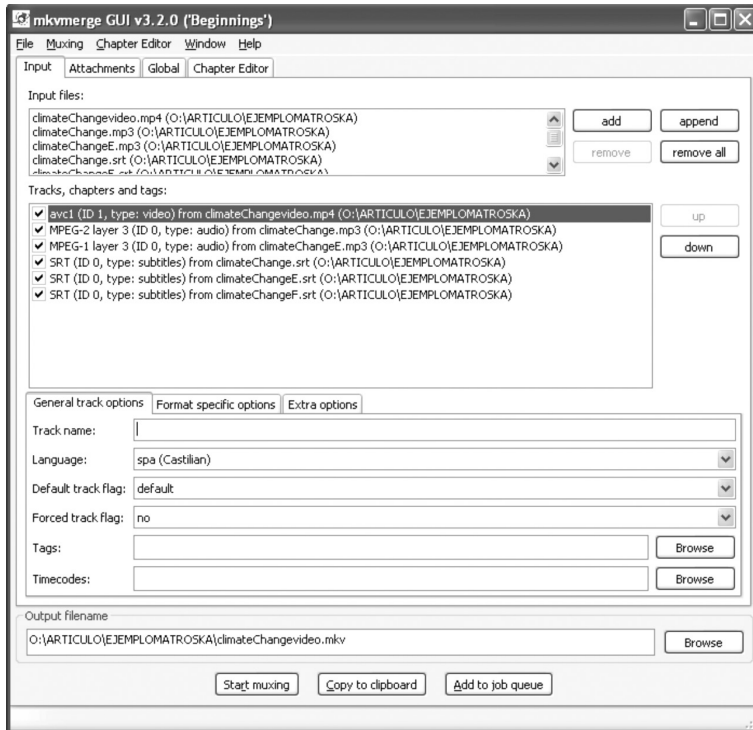 mkvmerge GUI v3.2.0 ('Beginnings')
File Muxing Chapter Editor Window Help
Input Attachments Global Chapter Editor
Input files:
climateChangevideo.mp4 (O:\ARTICULO\EJEMPLOMATROSKA)
climateChange.mp3 (O:\ARTICULO\EJEMPLOMATROSKA)
climateChangeE.mp3 (O:\ARTICULO\EJEMPLOMATROSKA)
climateChange.srt (O:\ARTICULO\EJEMPLOMATROSKA)
climateChangeE.srt (O:\ARTICULO\EJEMPLOMATROSKA)
add append
remove remove all
Tracks, chapters and tags:
avc1 (ID 1, type: video) from climateChangevideo.mp4 (O:\ARTICULO\EJEMPLOMATROSKA)
MPEG-2 layer 3 (ID 0, type: audio) from climateChange.mp3 (O:\ARTICULO\EJEMPLOMATROSKA)
MPEG-1 layer 3 (ID 0, type: audio) from climateChangeE.mp3 (O:\ARTICULO\EJEMPLOMATROSKA)
SRT (ID 0, type: subtitles) from climateChange.srt (O:\ARTICULO\EJEMPLOMATROSKA)
SRT (ID 0, type: subtitles) from climateChangeE.srt (O:\ARTICULO\EJEMPLOMATROSKA)
SRT (ID 0, type: subtitles) from climateChangeF.srt (O:\ARTICULO\EJEMPLOMATROSKA)
up
down
General track options Format specific options Extra options
Track name:
Language: spa (Castilian)
Default track flag: default
Forced track flag: no
Tags: Browse
Timecodes: Browse
Output filename
O:\ARTICULO\EJEMPLOMATROSKA\climateChangevideo.mkv Browse
Start muxing Copy to clipboard Add to job queue